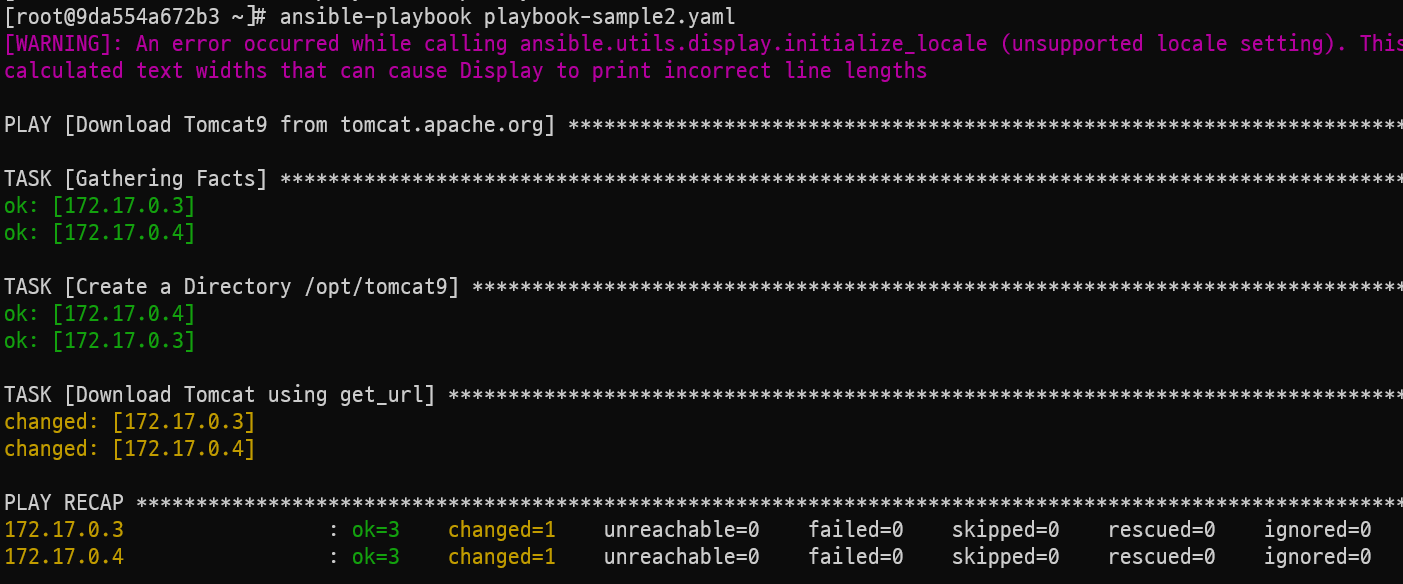 [root@9da554a672b3 ~]# ansible-playbook playbook-sample2.yaml
[WARNING]: An error occurred while calling ansible.utils.display.initialize_locale (unsupported locale setting). This
calculated text widths that can cause Display to print incorrect line lengths
PLAY [Download Tomcat9 from tomcat.apache.org] **********************************************************************
TASK [Gathering Facts] **********************************************************************************************
ok: [172.17.0.3]
ok: [172.17.0.4]
TASK [Create a Directory /opt/tomcat9] ******************************************************************************
ok: [172.17.0.4]
ok: [172.17.0.3]
TASK [Download Tomcat using get_url] ********************************************************************************
changed: [172.17.0.3]
changed: [172.17.0.4]
PLAY RECAP **********************************************************************************************************
172.17.0.3 : ok=3 changed=1 unreachable=0 failed=0 skipped=0 rescued=0 ignored=0
172.17.0.4 : ok=3 changed=1 unreachable=0 failed=0 skipped=0 rescued=0 ignored=0